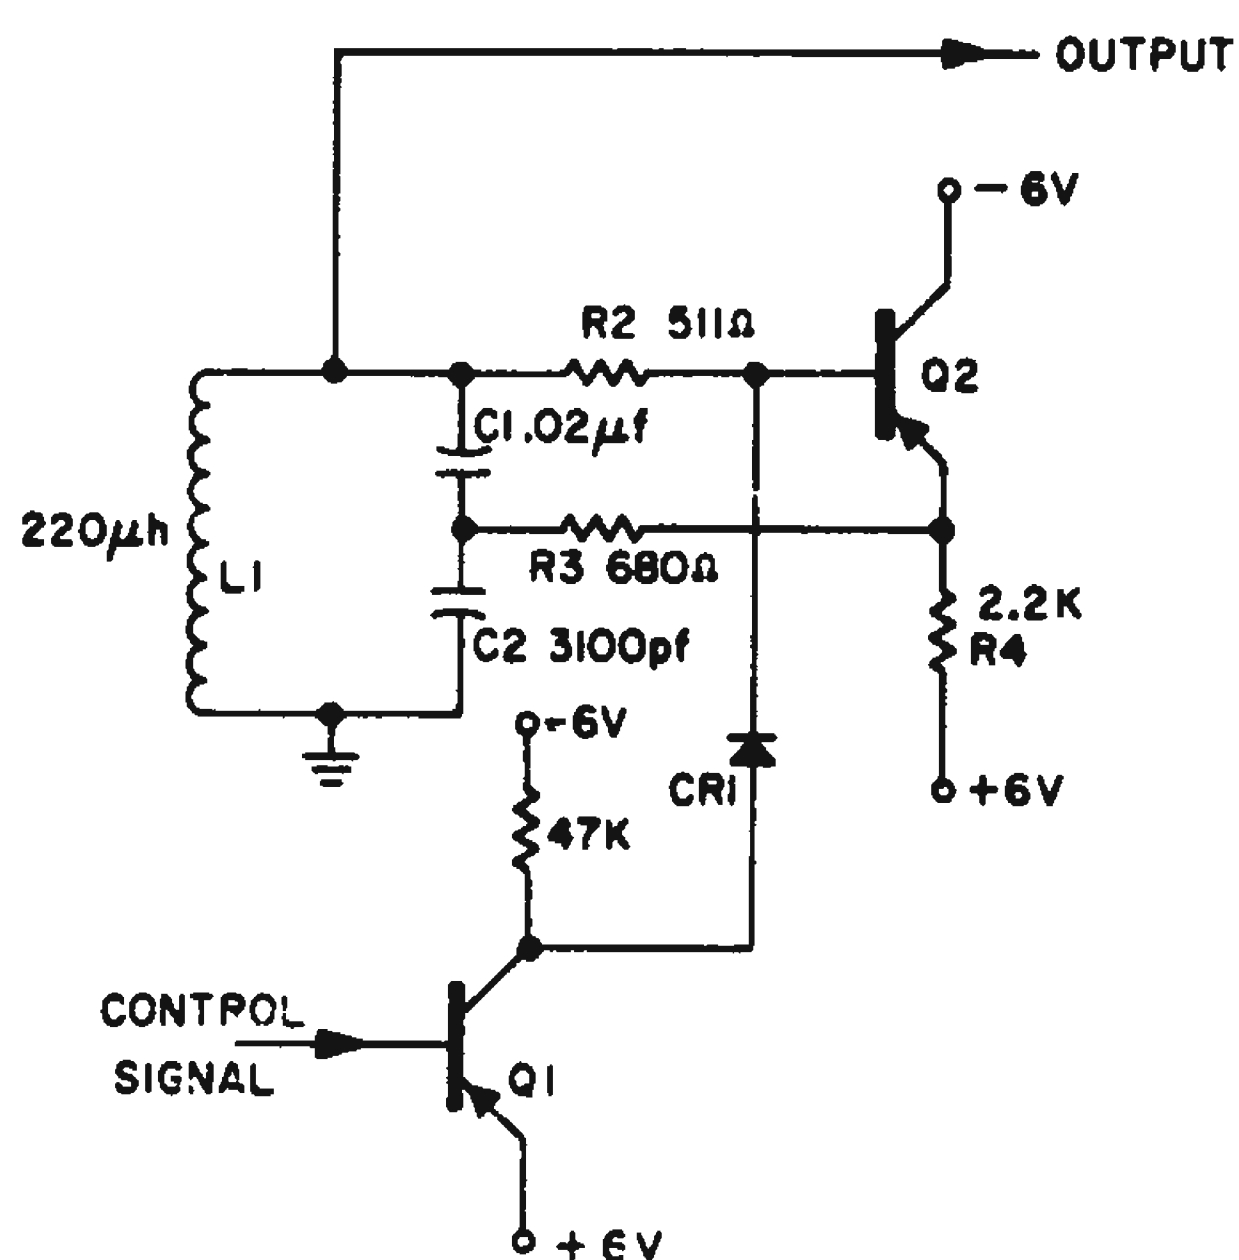 OUTPUT
- 6V
R2 511Ω
Q2
C1 .02μf
220μh
L1
R3 680Ω
2.2K
R4
C2 3100pf
-6V
CR1
+6V
47K
CONTROL
SIGNAL
Q1
+6V